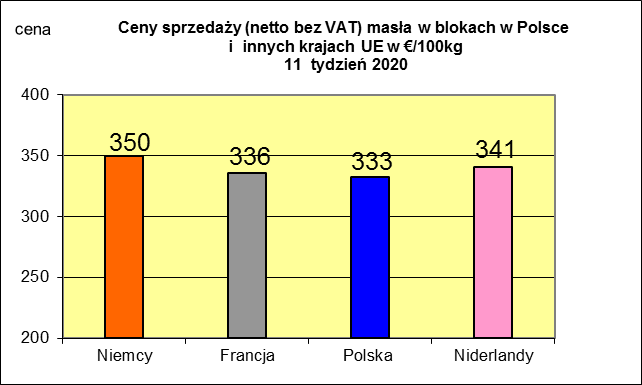 cena
Ceny sprzedaży (netto bez VAT) masła w blokach w Polsce
i innych krajach UE w €/100kg
11 tydzień 2020
400
350
300
250
200
350
336
333
341
Niemcy
Francja
Polska
Niderlandy